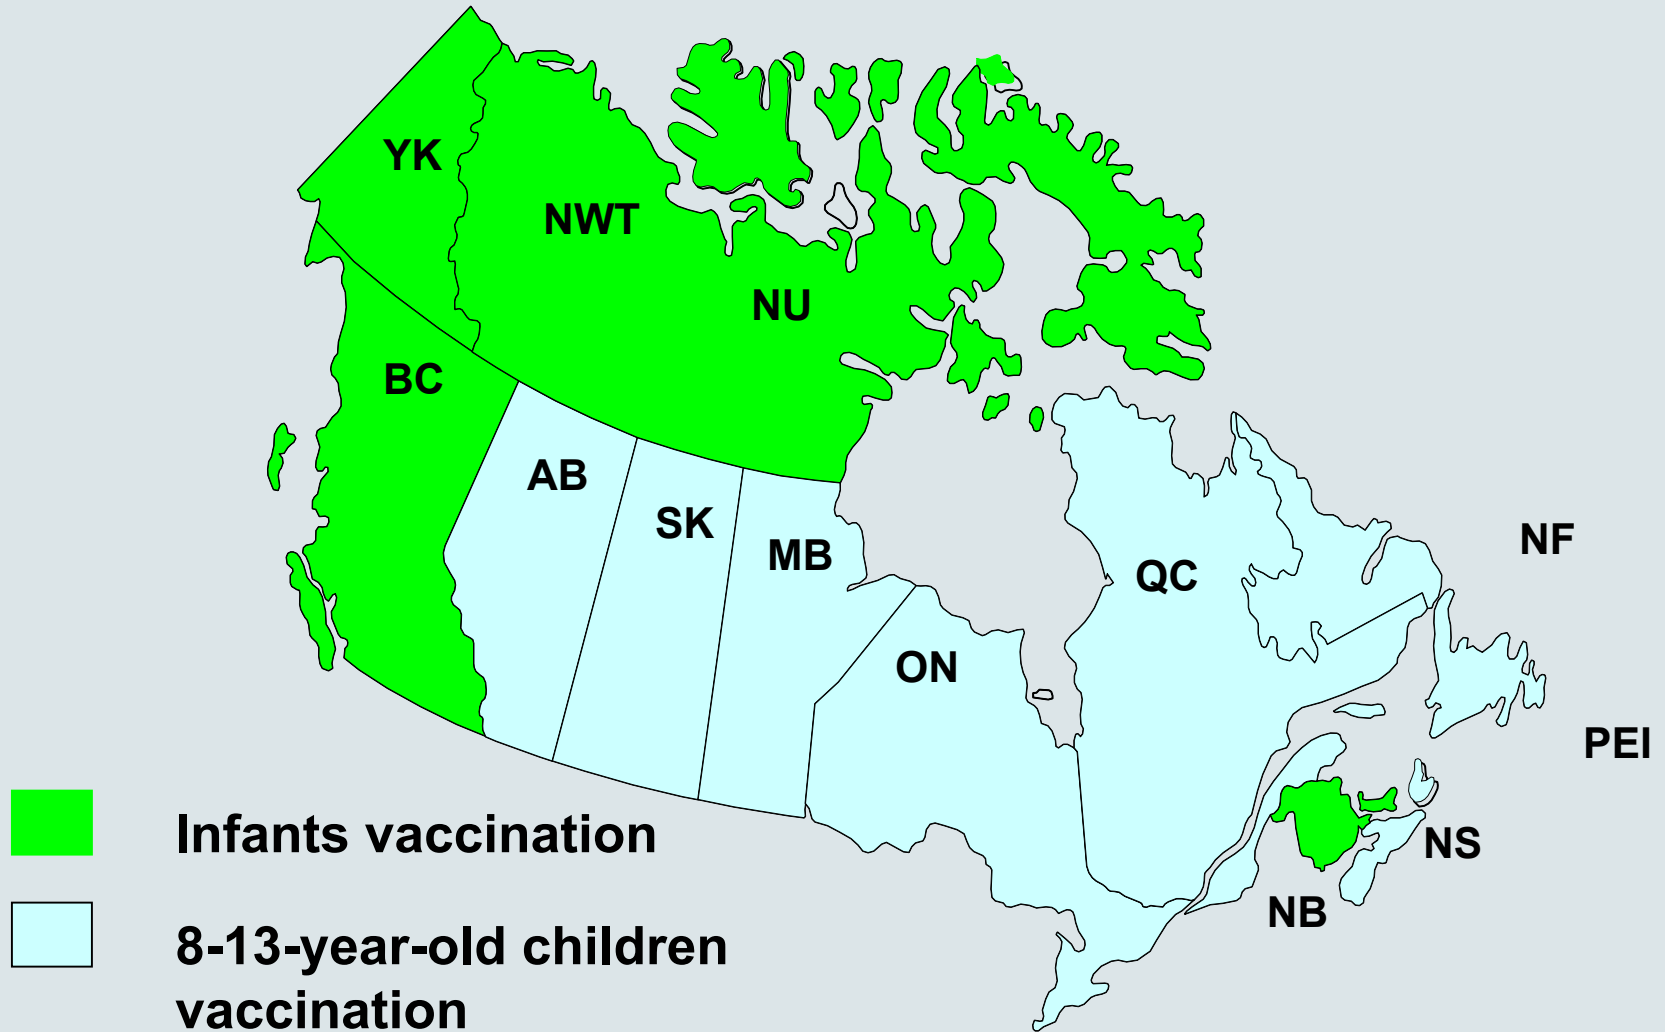 YK
NWT
NU
BC
AB
SK
MB
NF
QC
ON
PEI
Infants vaccination
NS
NB
8-13-year-old children
vaccination